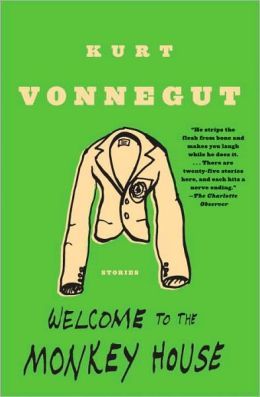 KURT
VONNEGUT
"He strips the
flesh from bone and
makes you laugh
while he does it.
. . . There are
twenty-five stories
here, and each hits a
nerve ending."
—The Charlotte
Observer
STORIES
WELCOME TO THE
MONKEY HOUSE